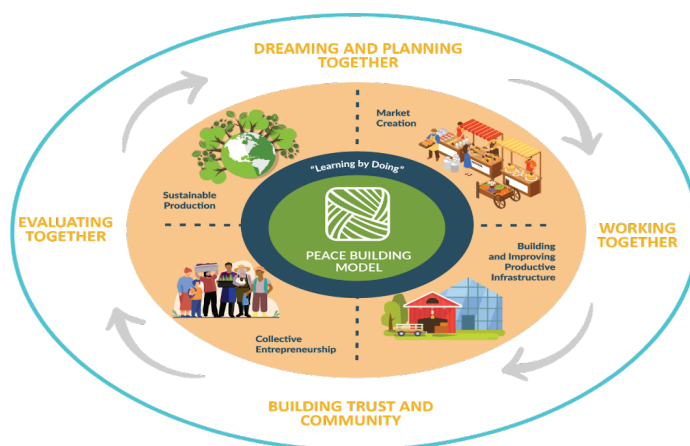 DREAMING AND PLANNING
TOGETHER
Market
Creation
"Learning by Doing"
Sustainable
Production
EVALUATING
TOGETHER
WORKING
TOGETHER
PEACE BUILDING
MODEL
Building
and Improving
Productive
Infrastructure
Collective
Entrepreneurship
BUILDING TRUST AND
COMMUNITY